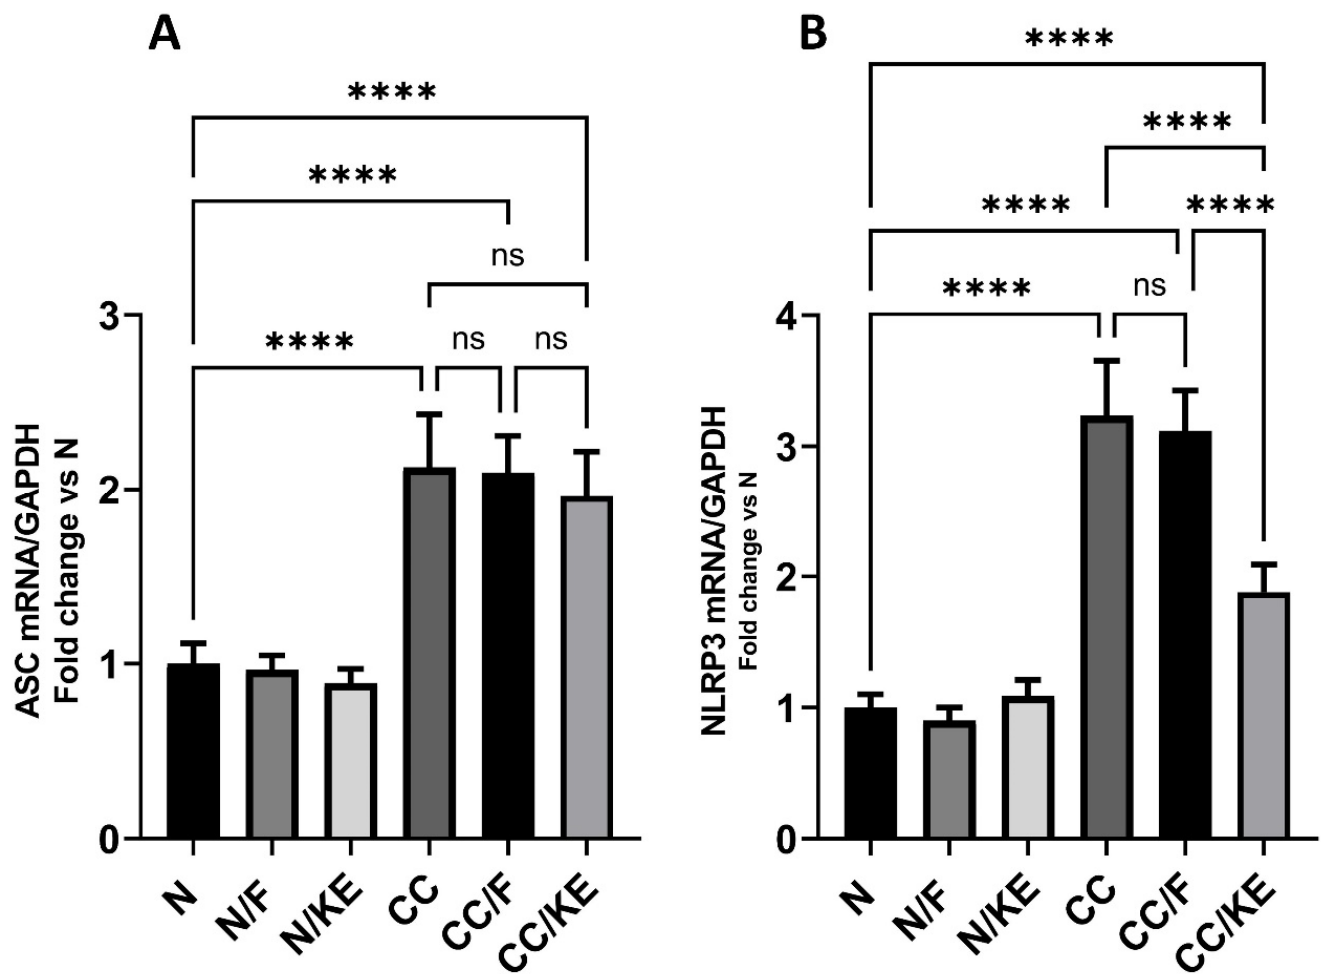 A
****
****
ns
****
ns
ns
ASC mRNA/GAPDH
Fold change vs N
3
2
1
0
N
N/F
N/KE
CC
CC/F
CC/KE
B
****
****
****
****
****
ns
NLRP3 mRNA/GAPDH
Fold change vs N
4
3
2
1
0
N
N/F
N/KE
CC
CC/F
CC/KE